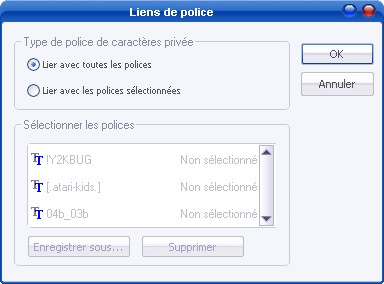 Liens de police
Type de police de caractères privée
Lier avec toutes les polices
Lier avec les polices sélectionnées
OK
Annuler
Sélectionner les polices
!Y2KBUG Non sélectionné
[.atari-kids.] Non sélectionné
04b_03b Non sélectionné
Enregistrer sous... Supprimer